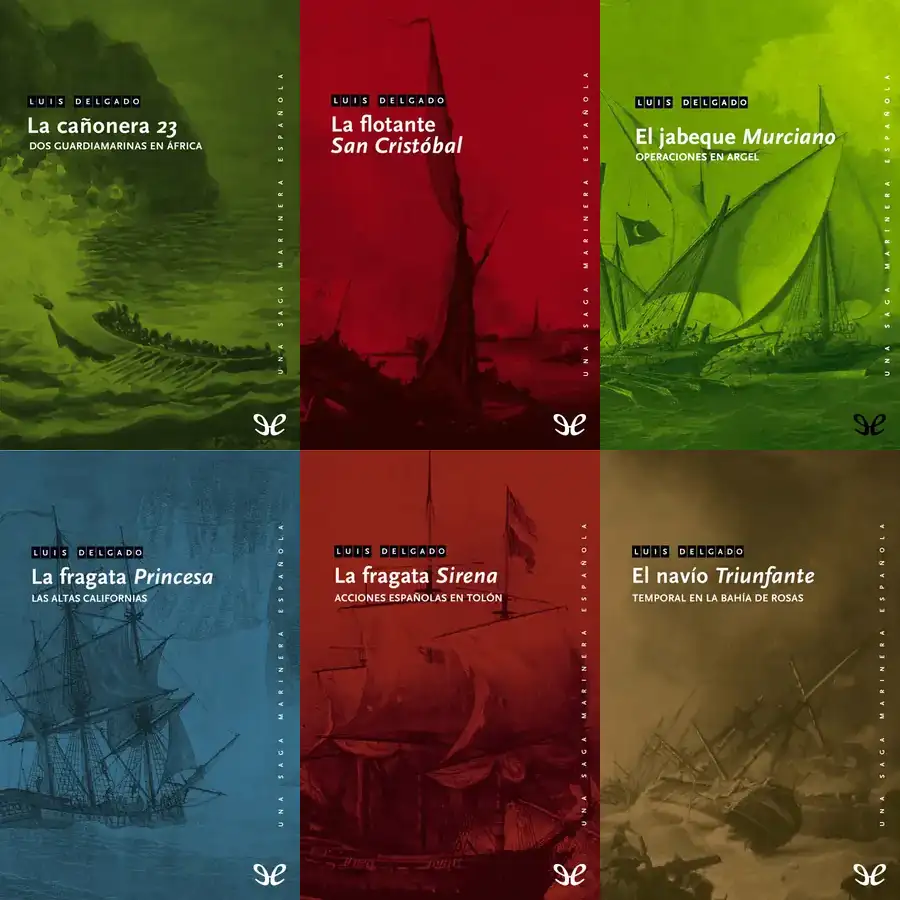 LUIS DELGADO
La cañonera 23
DOS GUARDIAMARINAS EN ÁFRICA
UNA SAGA MARINERA ESPAÑOLA
LUIS DELGADO
La flotante
San Cristóbal
UNA SAGA MARINERA ESPAÑOLA
LUIS DELGADO
El jabeque Murciano
OPERACIONES EN ARGEL
UNA SAGA MARINERA ESPAÑOLA
LUIS DELGADO
La fragata Princesa
LAS ALTAS CALIFORNIAS
UNA SAGA MARINERA ESPAÑOLA
LUIS DELGADO
La fragata Sirena
ACCIONES ESPAÑOLAS EN TOLÓN
UNA SAGA MARINERA ESPAÑOLA
LUIS DELGADO
El navío Triunfante
TEMPORAL EN LA BAHÍA DE ROSAS
UNA SAGA MARINERA ESPAÑOLA